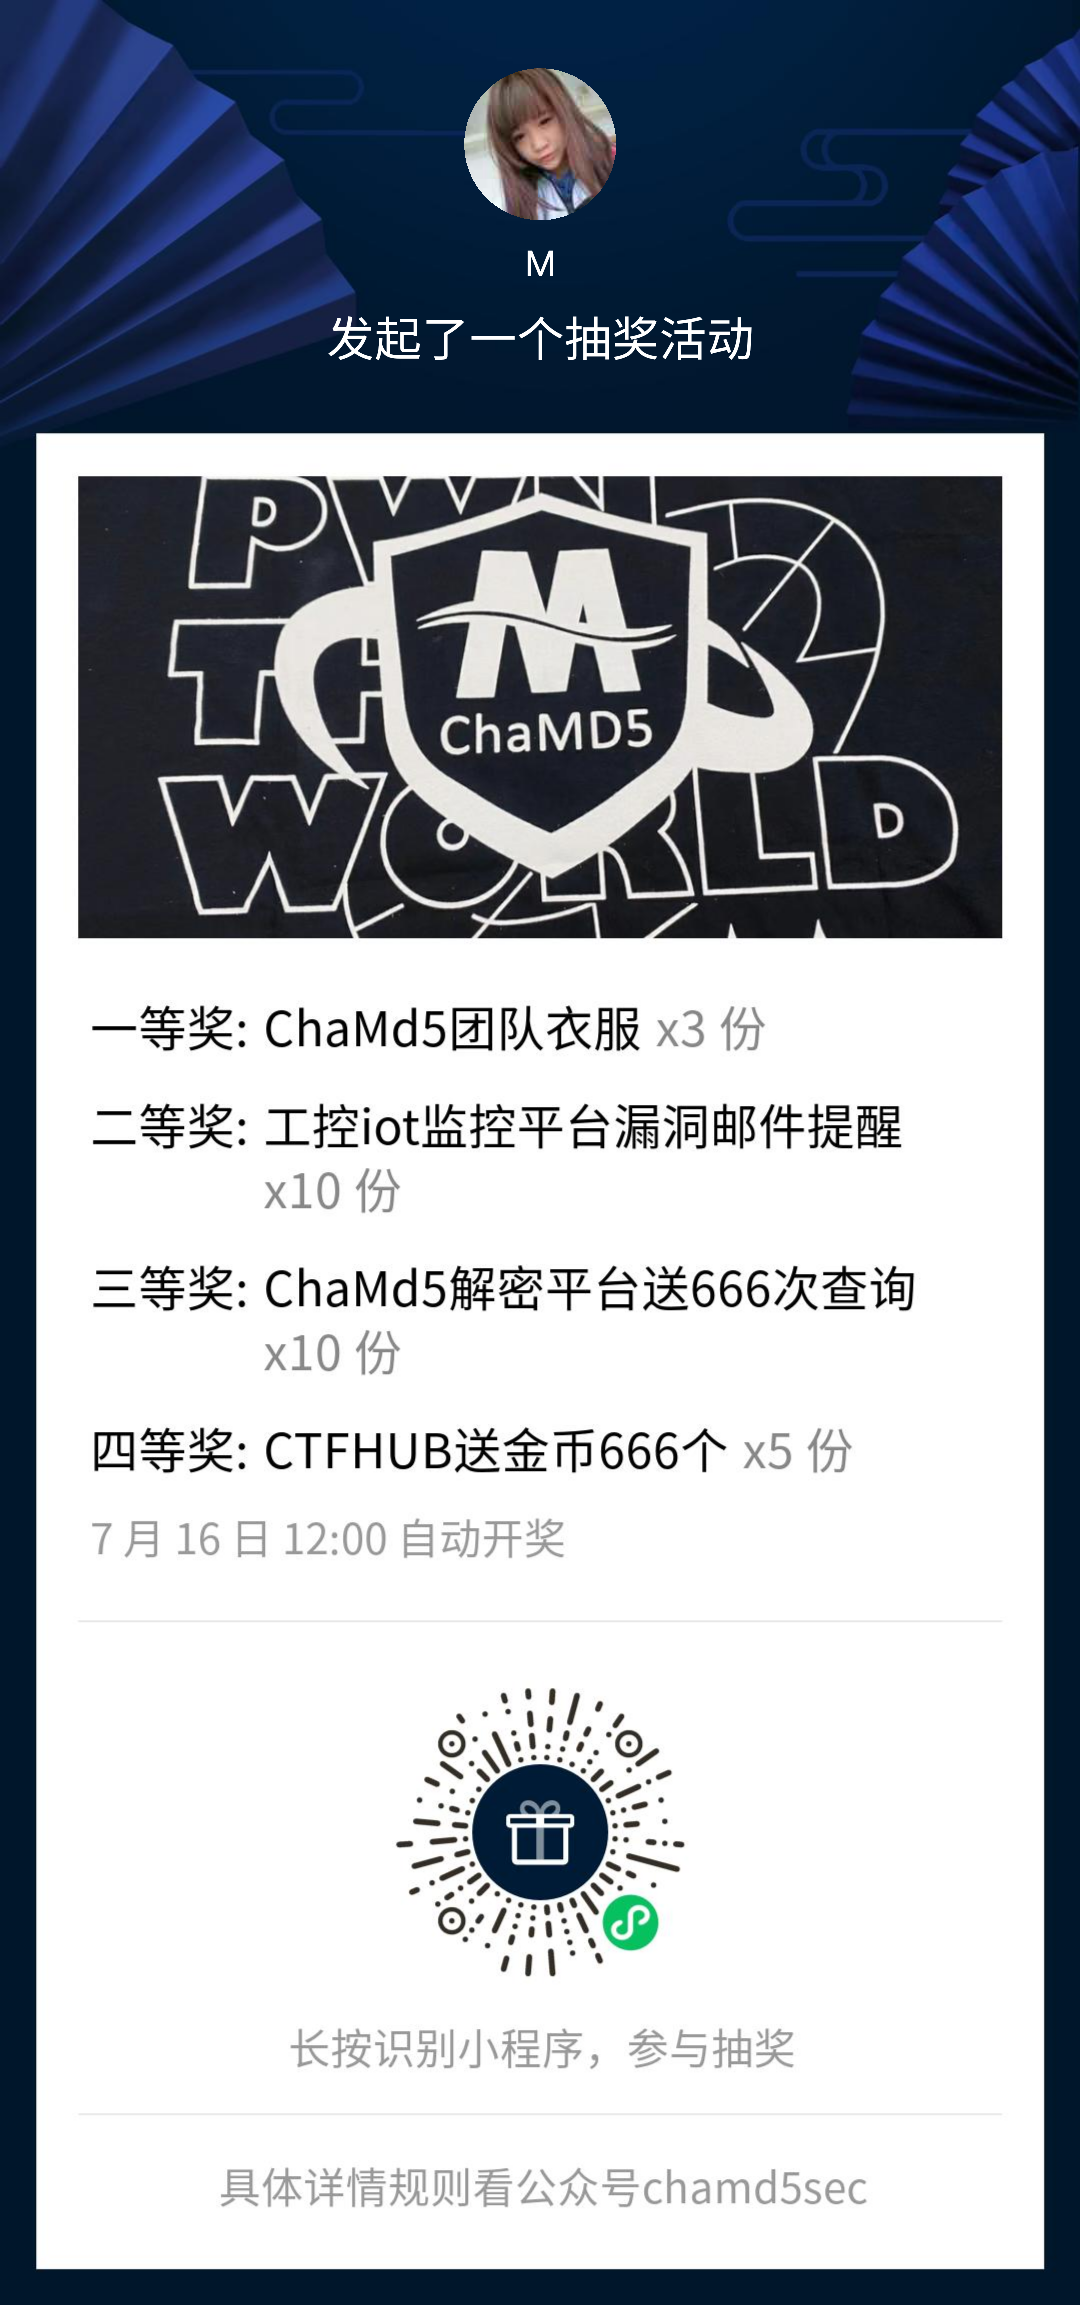 M
发起了一个抽奖活动
PWN
TH
WORLD
M
ChaMD5
一等奖: ChaMd5团队衣服 x3 份
二等奖: 工控iot监控平台漏洞邮件提醒
x10 份
三等奖: ChaMd5解密平台送666次查询
x10 份
四等奖: CTFHUB送金币666个 x5 份
7 月 16 日 12:00 自动开奖
长按识别小程序，参与抽奖
具体详情规则看公众号chamd5sec